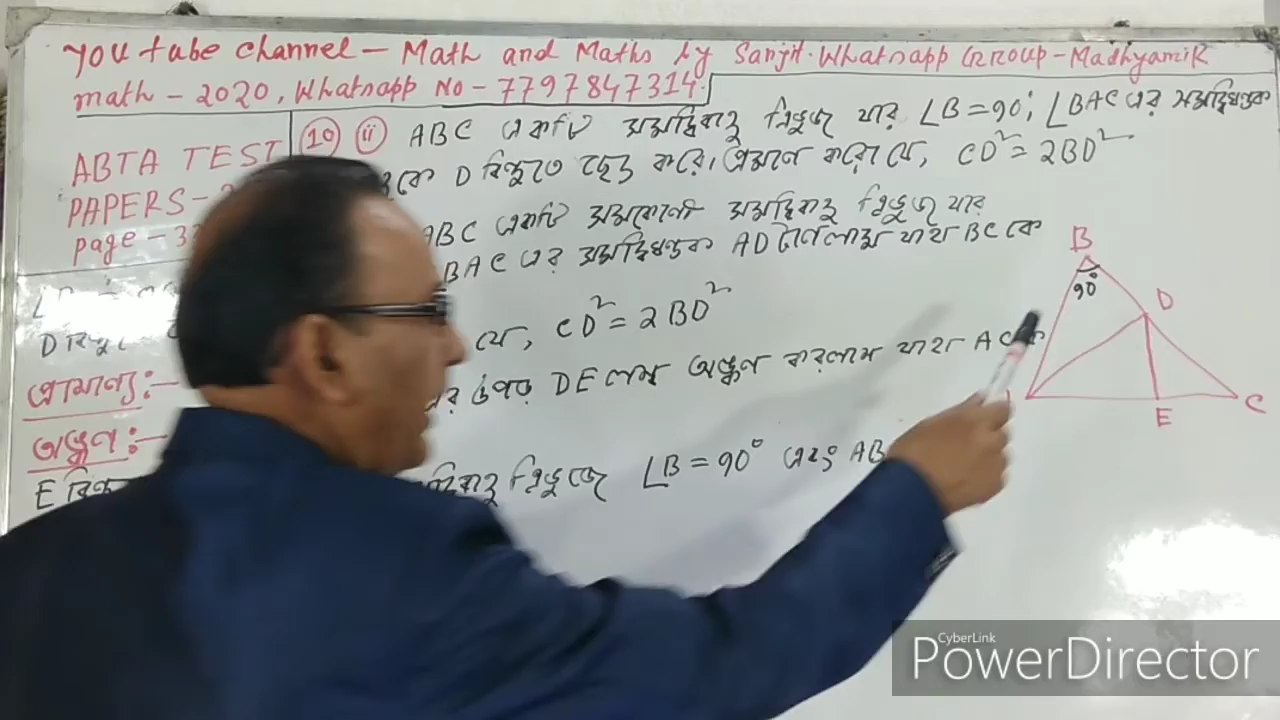 You tube channel - Math and Maths by Sanjit. Whatsapp Group - Madhyamik
math - 2020, Whatsapp No - 7797847314.
ABTA TEST
PAPERS -
page - 3
10 ii ABC একটি সমদ্বিবাহু ত্রিভুজ যার ∠B = 90°; ∠BAC এর সমদ্বিখণ্ডক
কে D বিন্দুতে ছেদ করে। প্রমাণ করো যে, CD² = 2BD²
ABC একটি সমকোণী সমদ্বিবাহু ত্রিভুজ যার
BAC এর সমদ্বিখণ্ডক AD টানলাম যাহা BC কে
যে, CD² = 2BD²
প্রামাণ্য :-
এর উপর DE লম্ব অঙ্কন করলাম যাহা AC কে
অঙ্কন :-
E
ত্রিভুজে ∠B = 90° এবং AB
B
90°
D
E
C
CyberLink
PowerDirector